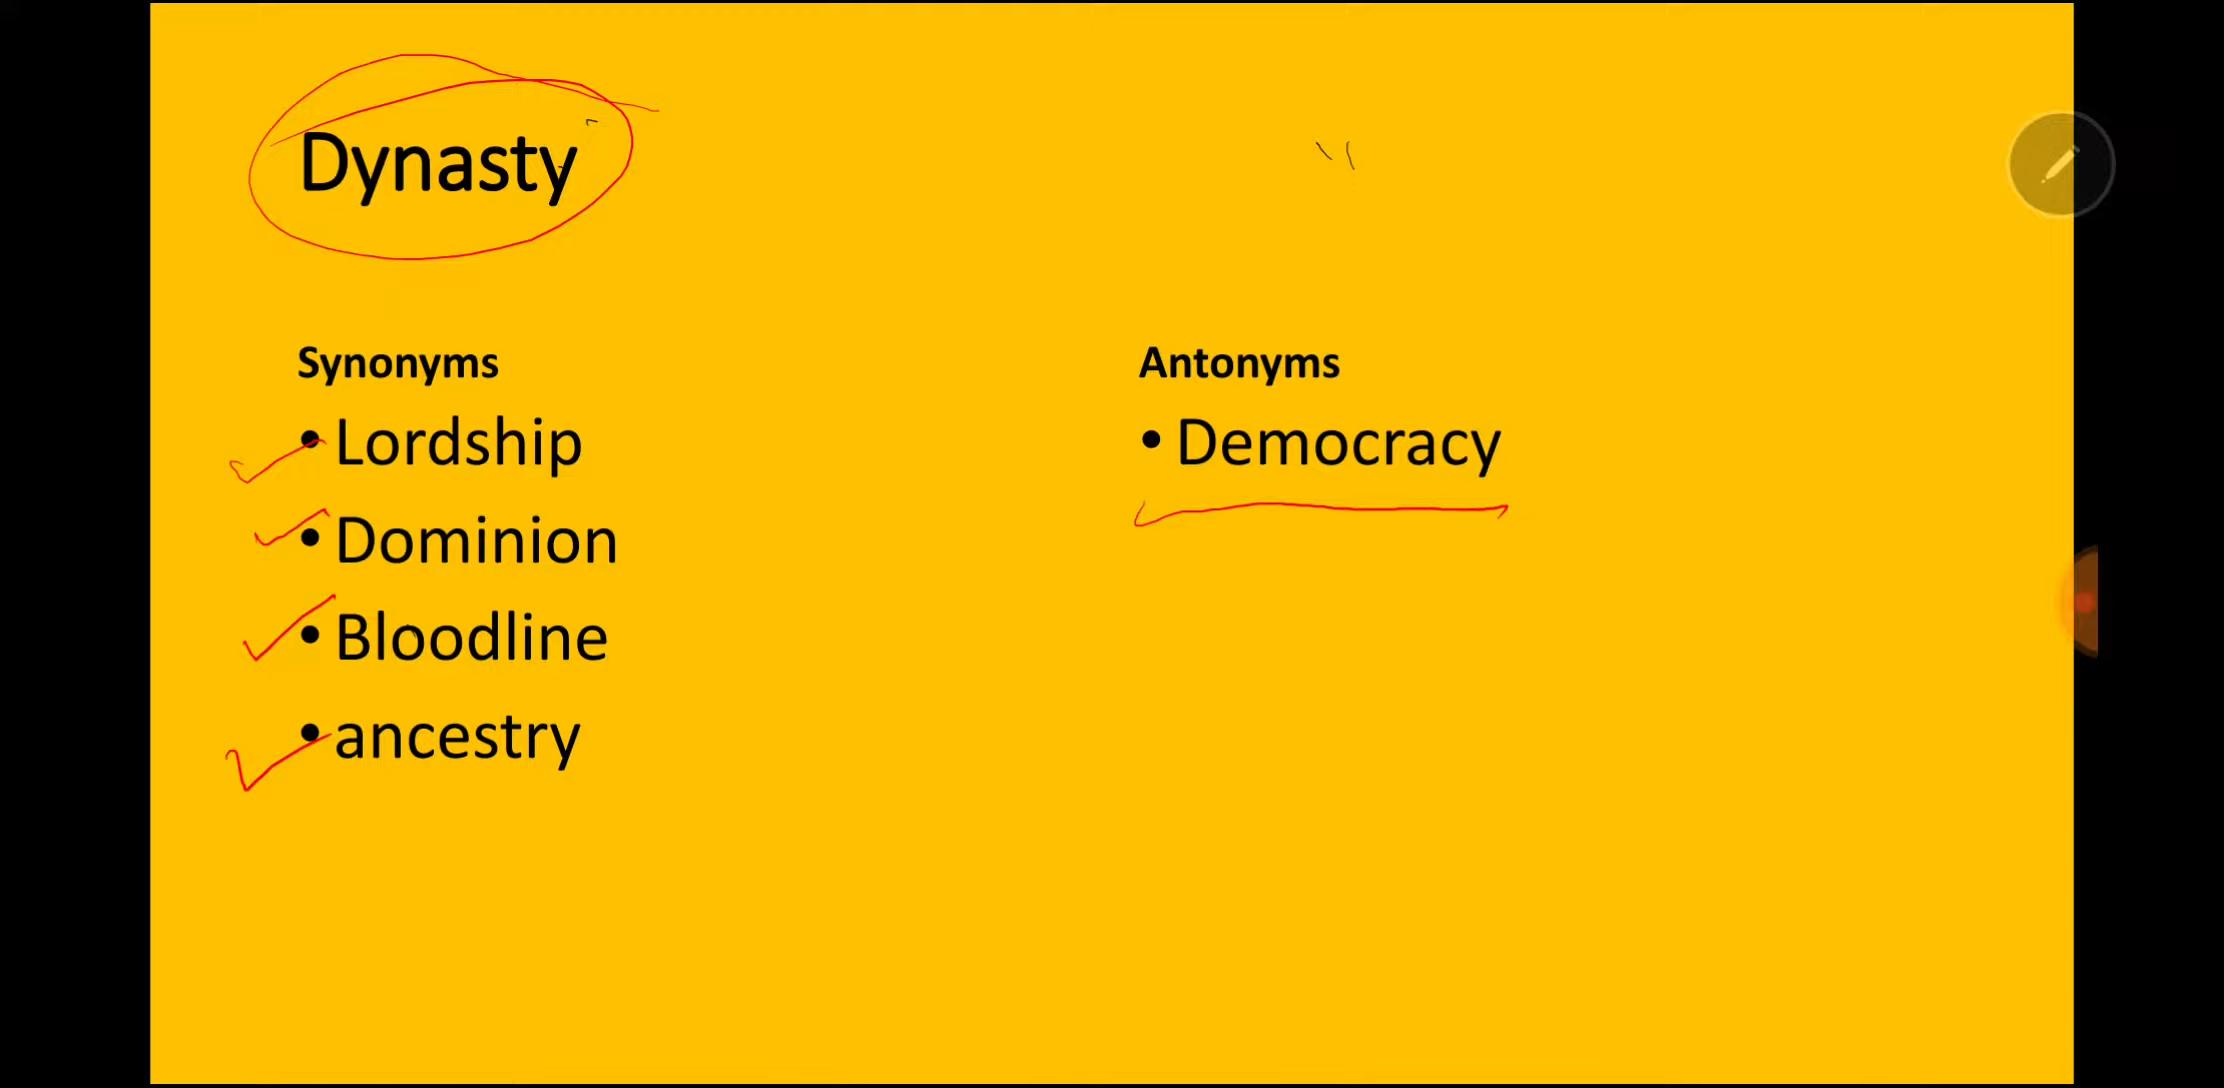 Dynasty
Synonyms
• Lordship
• Dominion
• Bloodline
• ancestry
Antonyms
• Democracy